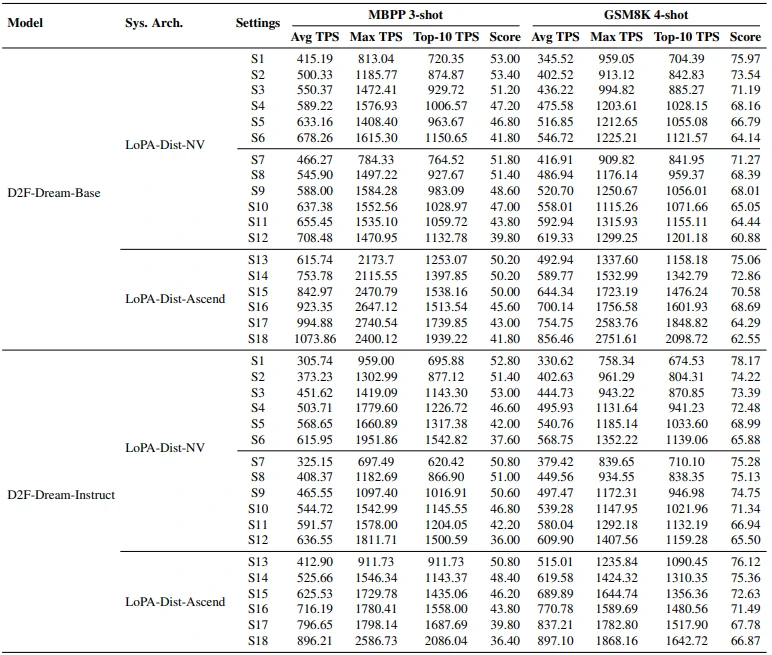 Model Sys. Arch. Settings MBPP 3-shot GSM8K 4-shot
Avg TPS Max TPS Top-10 TPS Score Avg TPS Max TPS Top-10 TPS Score
D2F-Dream-Base
LoPA-Dist-NV
S1 415.19 813.04 720.35 53.00 345.52 959.05 704.39 75.97
S2 500.33 1185.77 874.87 53.40 402.52 913.12 842.83 73.54
S3 550.37 1472.41 929.72 51.20 436.22 994.82 885.27 71.19
S4 589.22 1576.93 1006.57 47.20 475.58 1203.61 1028.15 68.16
S5 633.16 1408.40 963.67 46.80 516.85 1212.65 1055.08 66.79
S6 678.26 1615.30 1150.65 41.80 546.72 1225.21 1121.57 64.14
S7 466.27 784.33 764.52 51.80 416.91 909.82 841.95 71.27
S8 545.90 1497.22 927.67 51.40 486.94 1176.14 959.37 68.39
S9 588.00 1584.28 983.09 48.60 520.70 1250.67 1056.01 68.01
S10 637.38 1552.56 1028.97 47.00 558.01 1115.26 1071.66 65.05
S11 655.45 1535.10 1059.72 43.80 592.94 1315.93 1155.11 64.44
S12 708.48 1470.95 1132.78 39.80 619.33 1299.25 1201.18 60.88
LoPA-Dist-Ascend
S13 615.74 2173.7 1253.07 50.20 492.94 1337.60 1158.18 75.06
S14 753.78 2115.55 1397.85 50.20 589.77 1532.99 1342.79 72.86
S15 842.97 2470.79 1538.16 50.00 644.34 1723.19 1476.24 70.58
S16 923.35 2647.12 1513.54 45.60 700.14 1756.58 1601.93 68.69
S17 994.88 2740.54 1739.85 43.00 754.75 2583.76 1848.82 64.29
S18 1073.86 2400.12 1939.22 41.80 856.46 2751.61 2098.72 62.55
D2F-Dream-Instruct
LoPA-Dist-NV
S1 305.74 959.00 695.88 52.80 330.62 758.34 674.53 78.17
S2 373.23 1302.99 877.12 51.40 402.63 961.29 804.31 74.22
S3 451.62 1419.09 1143.30 53.00 444.73 943.22 870.85 73.39
S4 503.71 1779.60 1226.72 46.60 495.93 1131.64 941.23 72.48
S5 568.65 1660.89 1317.38 42.00 540.76 1185.14 1033.60 68.99
S6 615.95 1951.86 1542.82 37.60 568.75 1352.22 1139.06 65.88
S7 325.15 697.49 620.42 50.80 379.42 839.65 710.10 75.28
S8 408.37 1182.69 866.90 51.00 449.56 934.55 838.35 75.13
S9 465.55 1097.40 1016.91 50.60 497.47 1172.31 946.98 74.75
S10 544.72 1542.99 1145.55 46.80 539.28 1147.95 1021.96 71.34
S11 591.57 1578.00 1204.05 42.20 580.04 1292.18 1132.19 66.94
S12 636.55 1811.71 1500.59 36.00 609.90 1407.56 1159.28 65.50
LoPA-Dist-Ascend
S13 412.90 911.73 911.73 50.80 515.01 1235.84 1090.45 76.12
S14 525.66 1546.34 1143.37 48.40 619.58 1424.32 1310.35 75.36
S15 625.53 1729.78 1435.06 46.20 689.89 1644.74 1356.36 72.63
S16 716.19 1780.41 1558.00 43.80 770.78 1589.69 1480.56 71.49
S17 796.65 1798.14 1687.69 39.80 837.21 1782.80 1517.90 67.78
S18 896.21 2586.73 2086.04 36.40 897.10 1868.16 1642.72 66.87